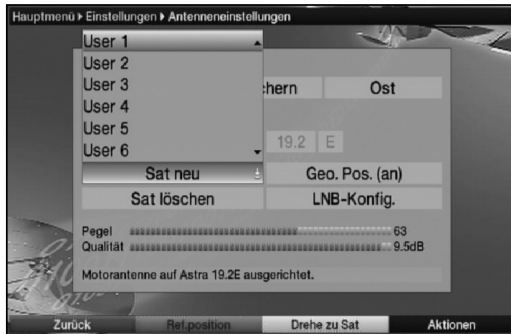 Hauptmenü ▸ Einstellungen ▸ Antenneneinstellungen
User 1
User 2
User 3
User 4
User 5
User 6
chern
Ost
19.2 E
Sat neu
Geo. Pos. (an)
Sat löschen
LNB-Konfig.
Pegel 63
Qualität 9.5dB
Motorantenne auf Astra 19.2E ausgerichtet.
Zurück
Ref.position
Drehe zu Sat
Aktionen